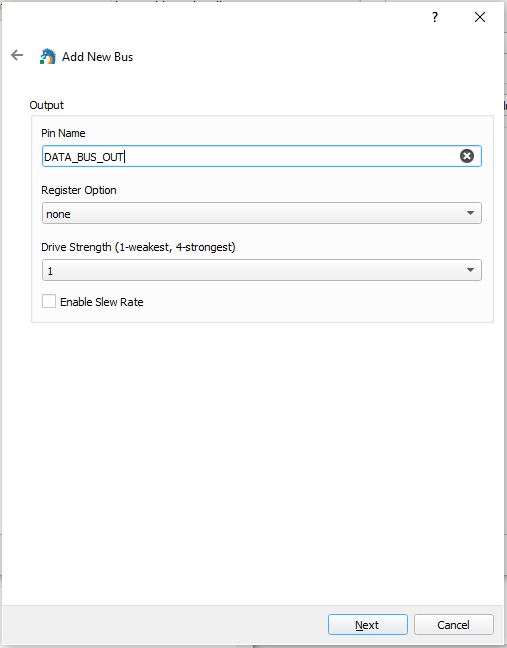 ?
Add New Bus
Output
Pin Name
DATA_BUS_OUT
Register Option
none
Drive Strength (1-weakest, 4-strongest)
1
Enable Slew Rate
Next
Cancel